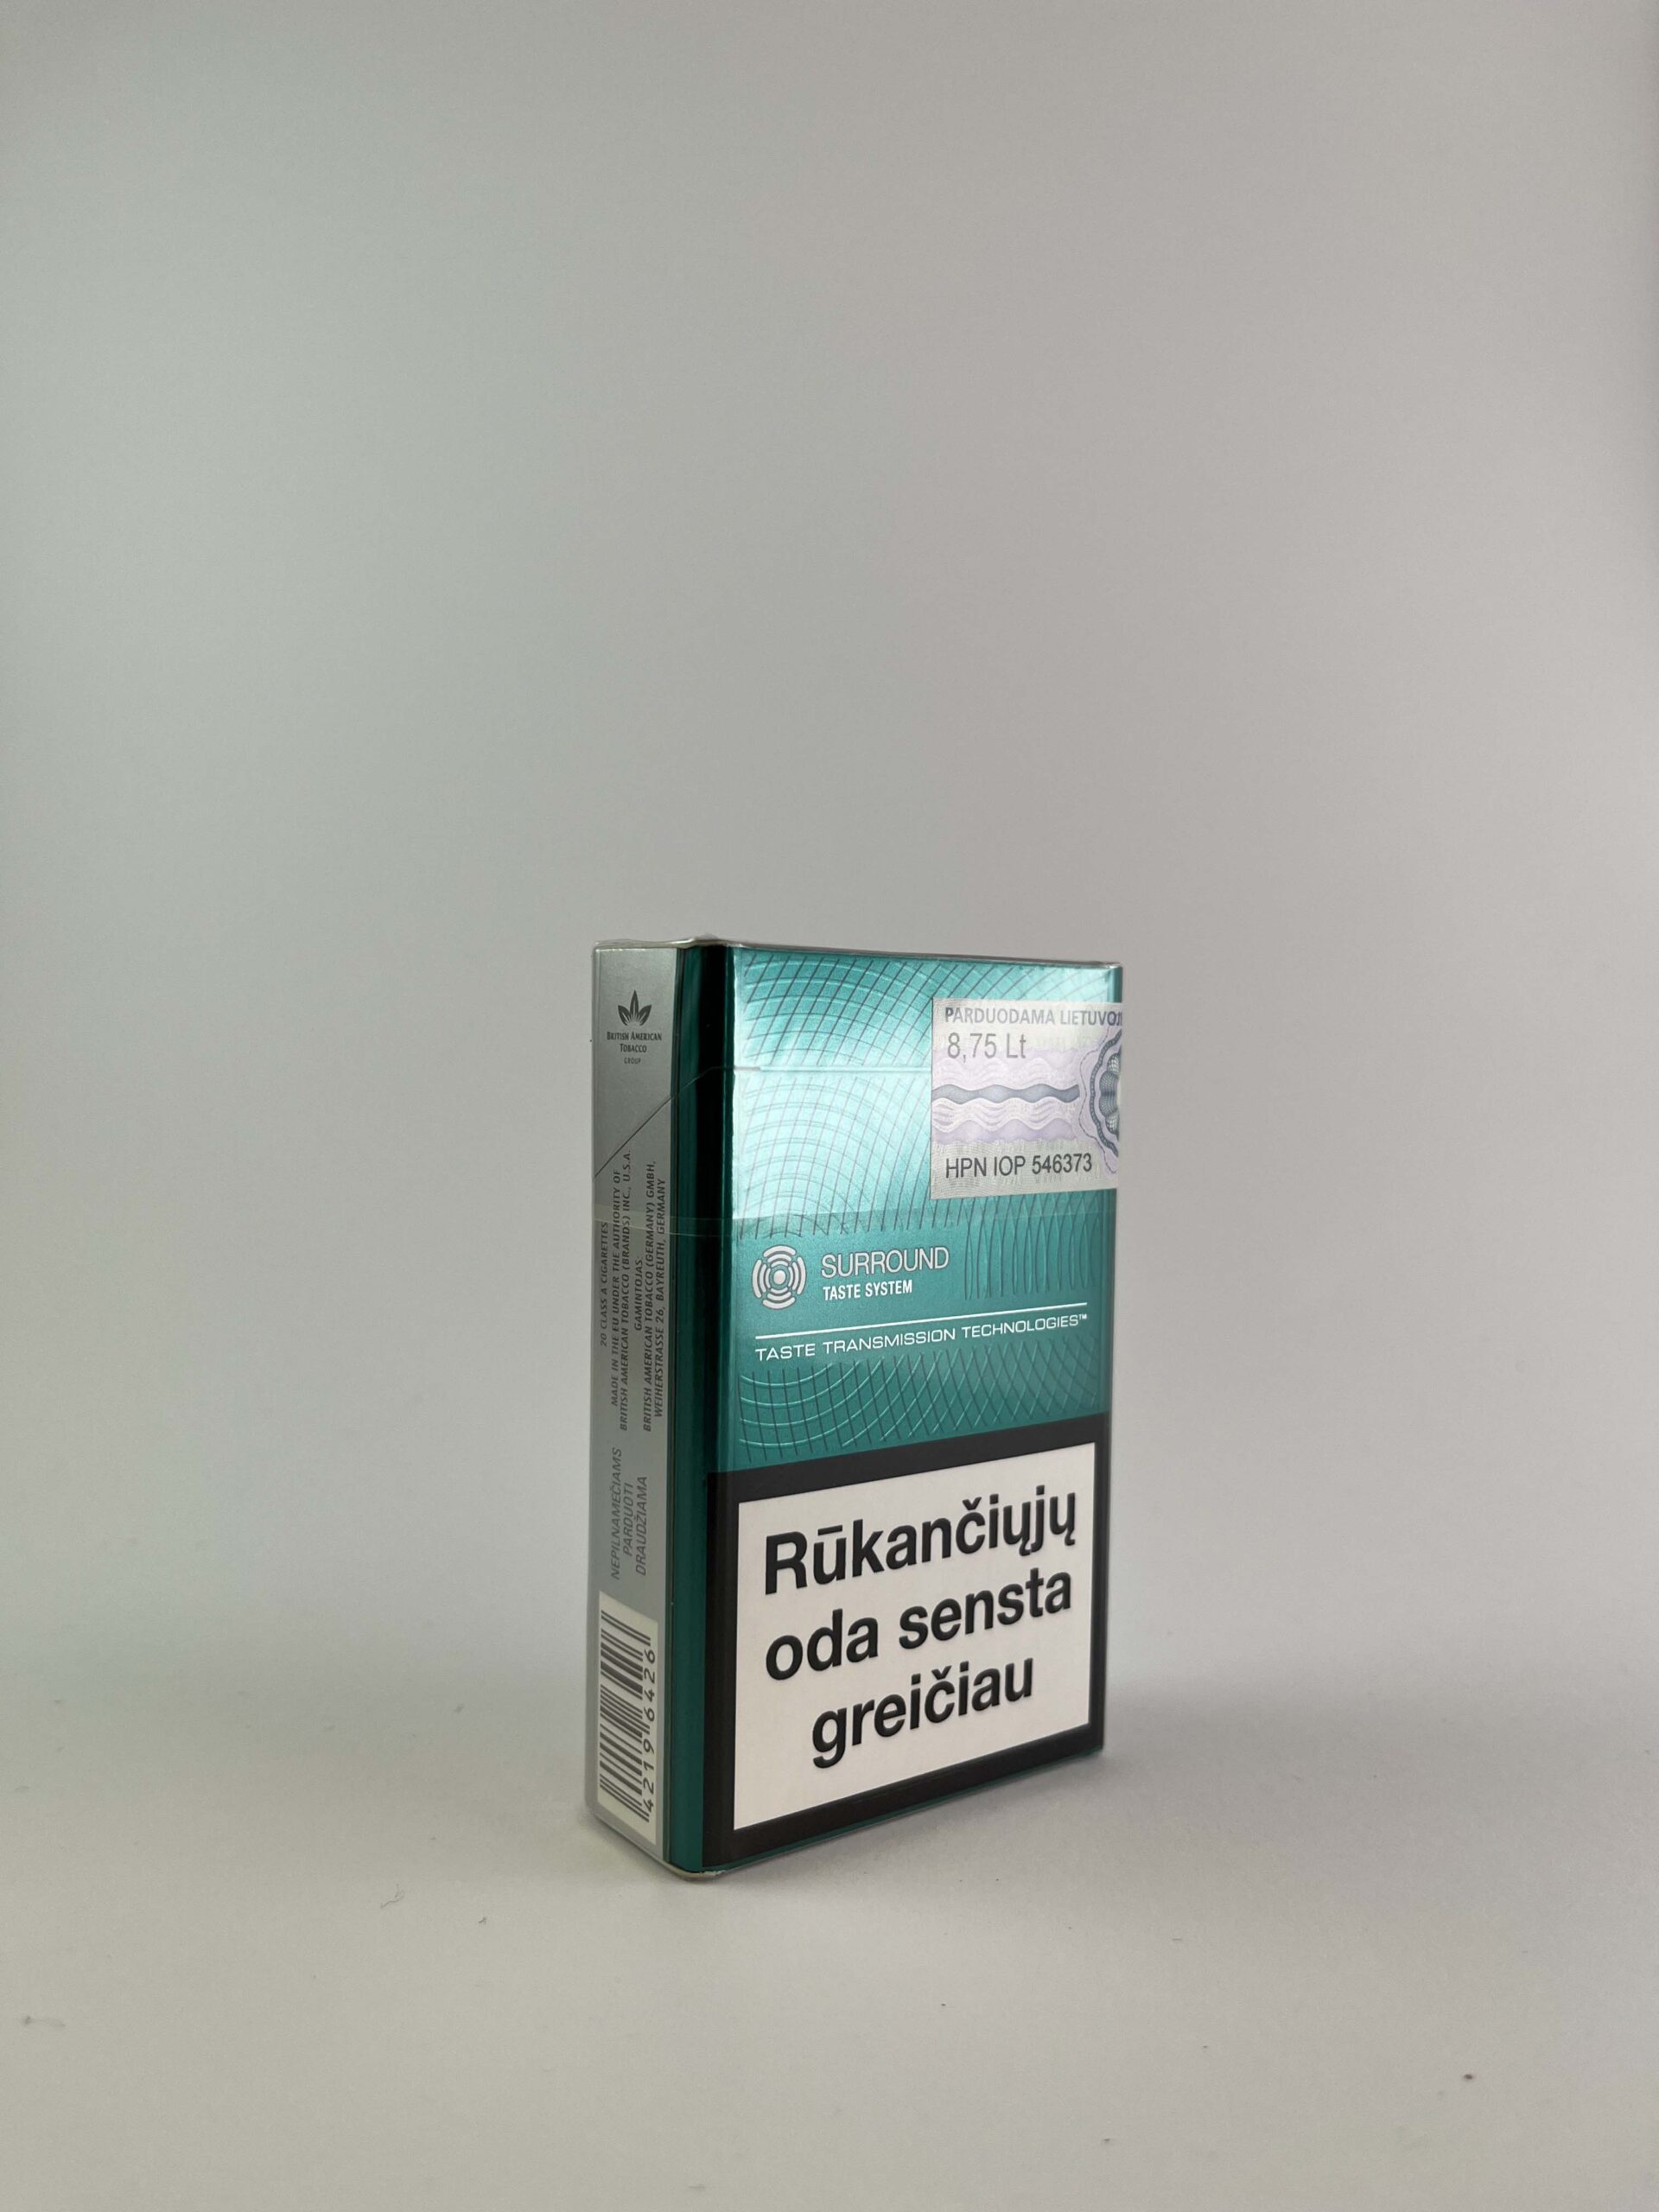 BRITISH AMERICAN
TOBACCO
GROUP
20 CLASS A CIGARETTES
MADE IN THE EU UNDER THE AUTHORITY OF
BRITISH AMERICAN TOBACCO (BRANDS) INC., U.S.A.
GAMINTOJAS:
BRITISH AMERICAN TOBACCO (GERMANY) GMBH,
WEIHERSTRASSE 26, BAYREUTH, GERMANY
NEPILNAMEČIAMS
PARDUOTI
DRAUDŽIAMA
42196426
PARDUODAMA LIETUVOJE
8,75 Lt
HPN IOP 546373
SURROUND
TASTE SYSTEM
TASTE TRANSMISSION TECHNOLOGIES™
Rūkančiųjų
oda sensta
greičiau